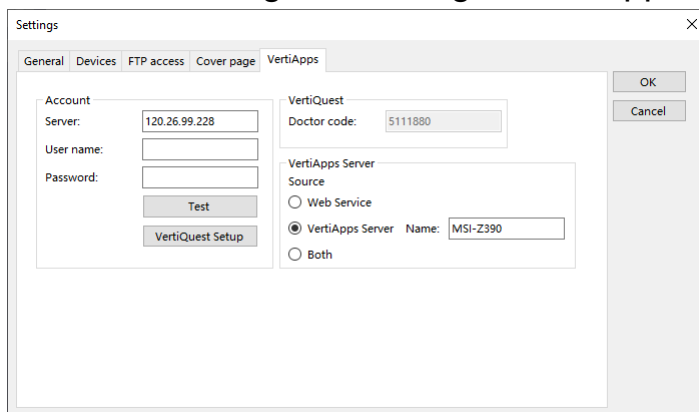 Settings
General Devices FTP access Cover page VertiApps
OK
Cancel
Account
Server: 120.26.99.228
User name:
Password:
Test
VertiQuest Setup
VertiQuest
Doctor code: 5111880
VertiApps Server
Source
Web Service
VertiApps Server Name: MSI-Z390
Both